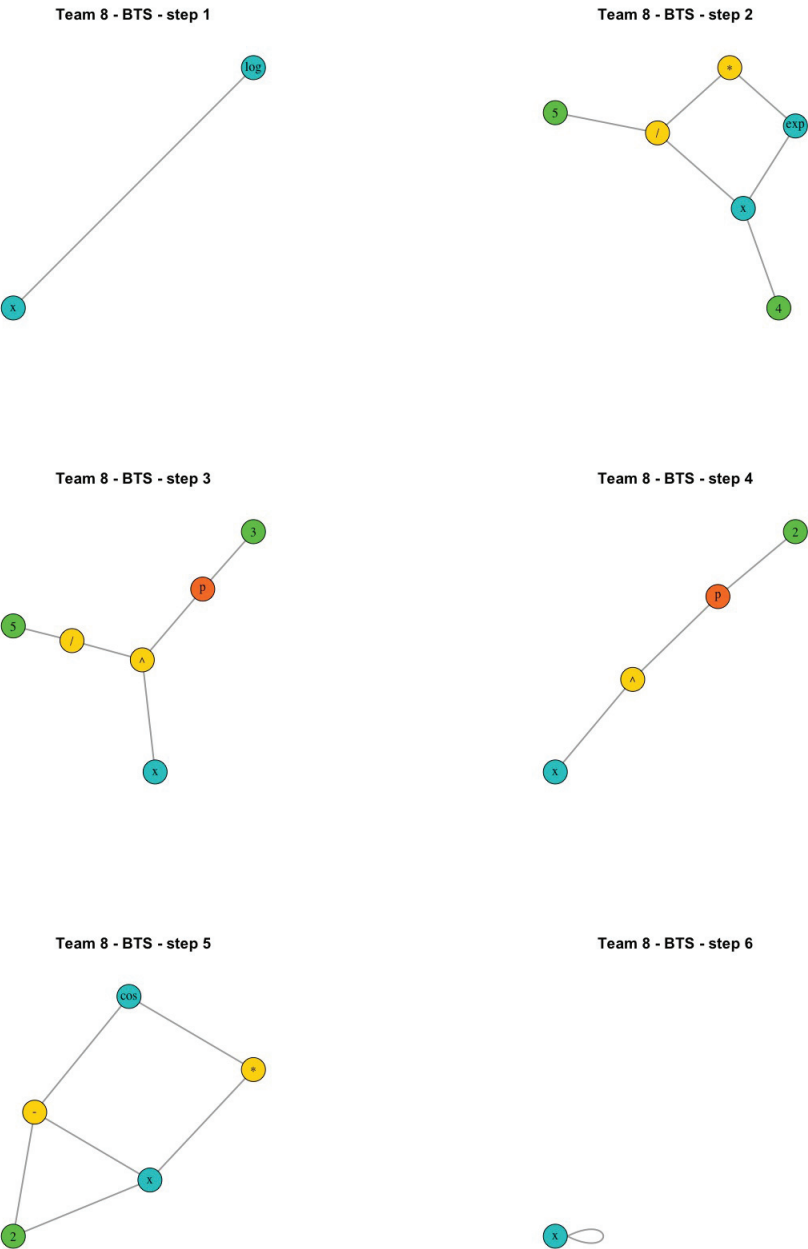 Team 8 - BTS - step 1
log
x
Team 8 - BTS - step 2
*
5
/
exp
x
4
Team 8 - BTS - step 3
3
p
5
/
^
x
Team 8 - BTS - step 4
2
p
^
x
Team 8 - BTS - step 5
cos
*
-
x
2
Team 8 - BTS - step 6
x